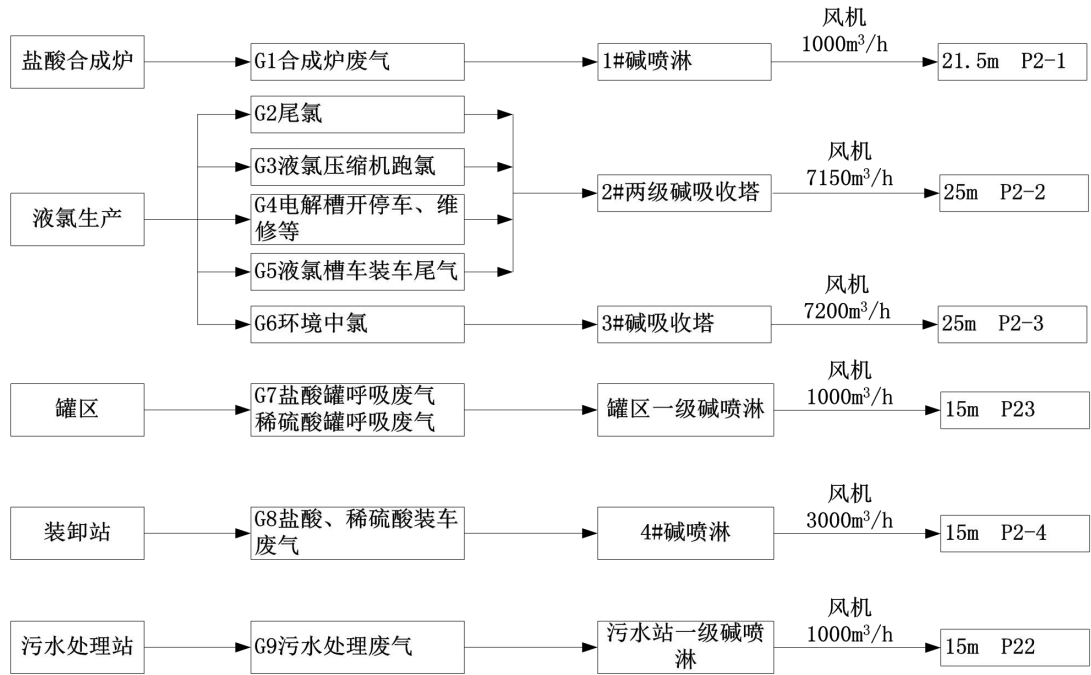 盐酸合成炉
G1合成炉废气
1#碱喷淋
风机
1000m³/h
21.5m P2-1
液氯生产
G2尾氯
G3液氯压缩机跑氯
G4电解槽开停车、维
修等
G5液氯槽车装车尾气
2#两级碱吸收塔
风机
7150m³/h
25m P2-2
G6环境中氯
3#碱吸收塔
风机
7200m³/h
25m P2-3
罐区
G7盐酸罐呼吸废气
稀硫酸罐呼吸废气
罐区一级碱喷淋
风机
1000m³/h
15m P23
装卸站
G8盐酸、稀硫酸装车
废气
4#碱喷淋
风机
3000m³/h
15m P2-4
污水处理站
G9污水处理废气
污水站一级碱喷
淋
风机
1000m³/h
15m P22